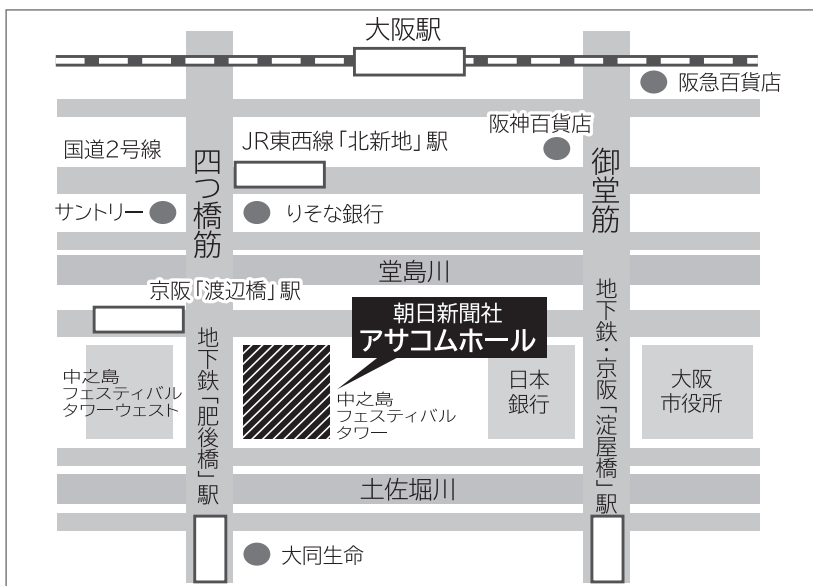 大阪駅
阪急百貨店
阪神百貨店
国道2号線
JR東西線「北新地」駅
四つ橋筋
御堂筋
サントリー
りそな銀行
堂島川
京阪「渡辺橋」駅
朝日新聞社
アサコムホール
地下鉄「肥後橋」駅
地下鉄・京阪「淀屋橋」駅
中之島
フェスティバル
タワーウェスト
中之島
フェスティバル
タワー
日本
銀行
大阪
市役所
土佐堀川
大同生命